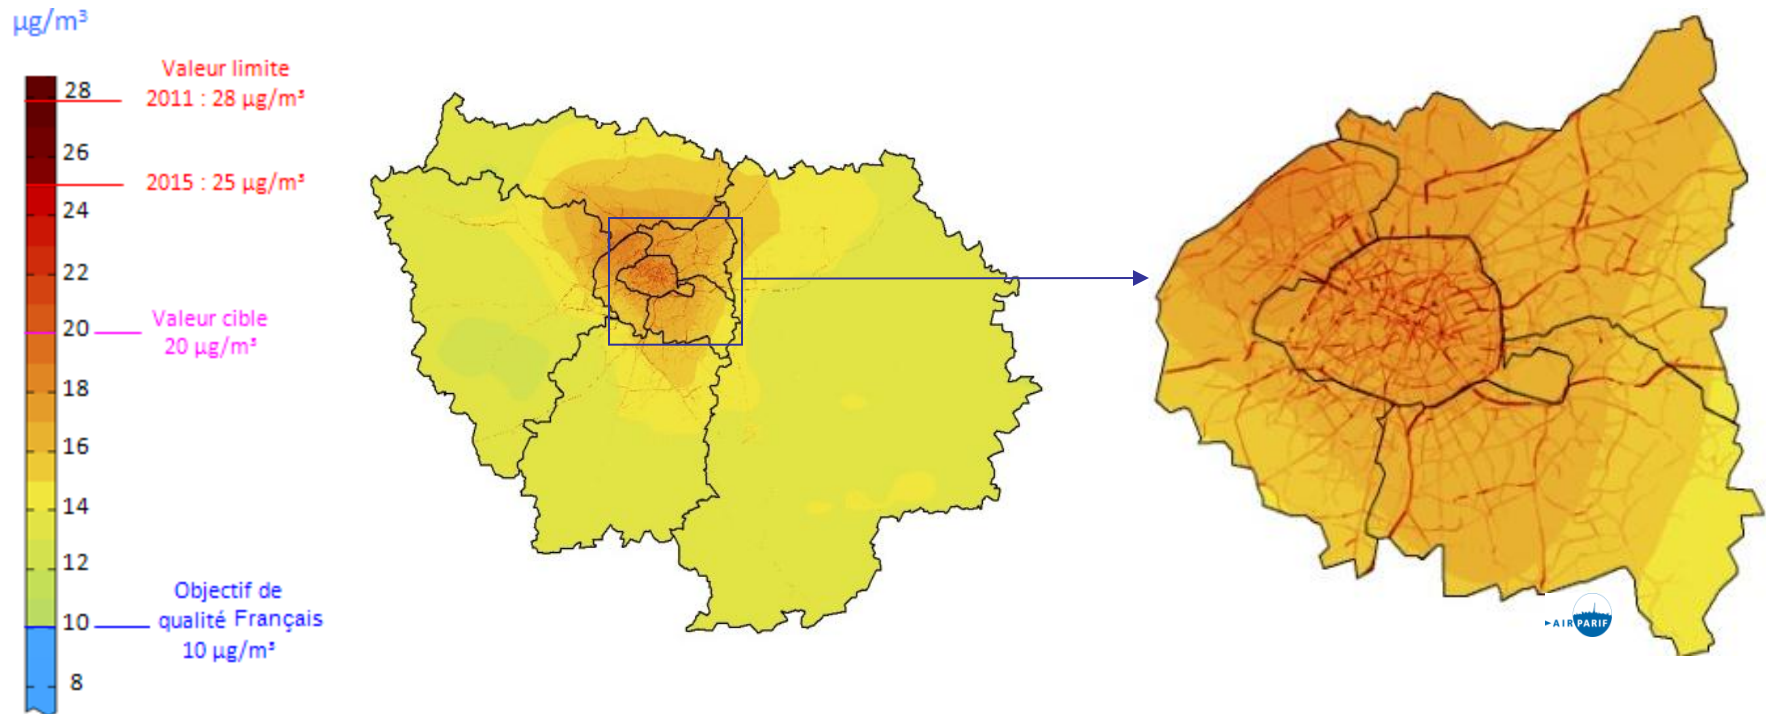 µg/m³
28
26
24
22
20
18
16
14
12
10
8
Valeur limite
2011 : 28 µg/m³
2015 : 25 µg/m³
Valeur cible
20 µg/m³
Objectif de
qualité Français
10 µg/m³
AIRPARIF